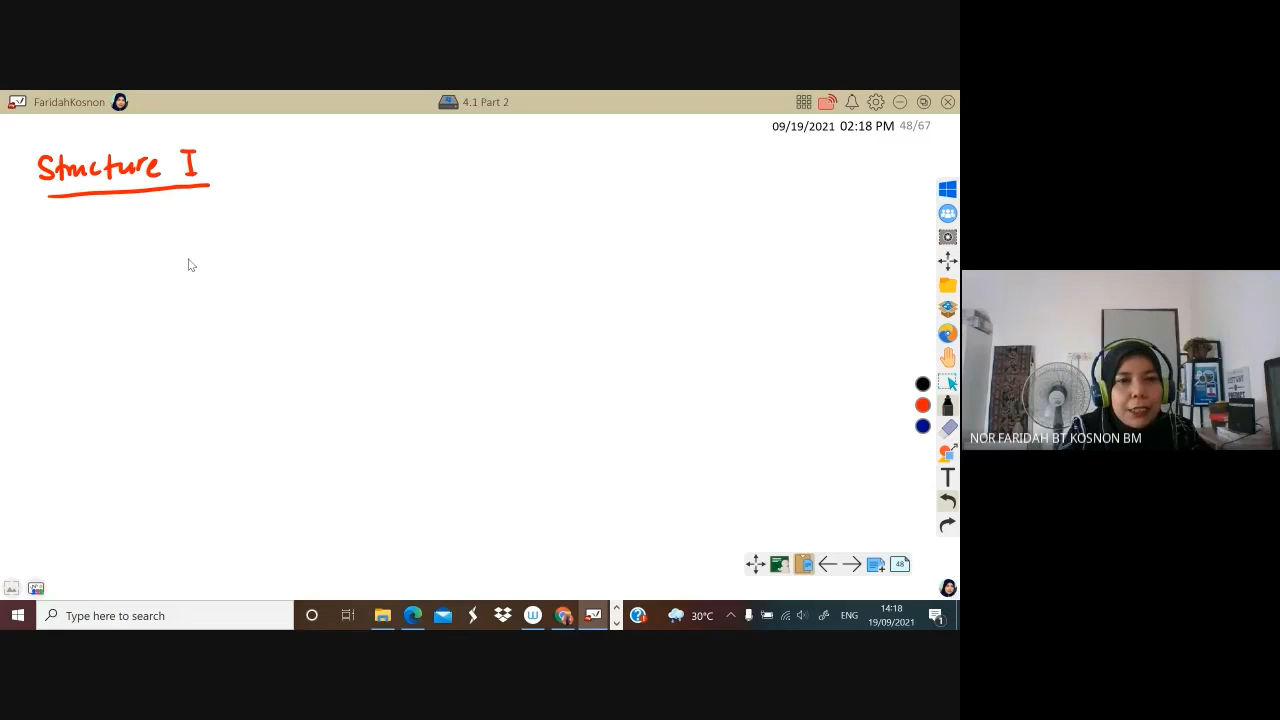 FaridahKosnon
4.1 Part 2
09/19/2021 02:18 PM 48/67
Structure I
T
48
NOR FARIDAH BT KOSNON BM
Type here to search
30°C
ENG
14:18
19/09/2021